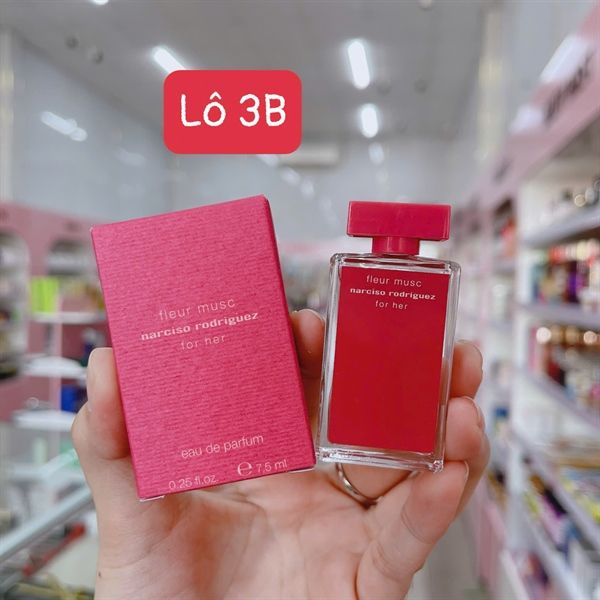 Lô 3B
fleur musc
narciso rodriguez
for her
eau de parfum
0.25 fl.oz. e 7.5 ml
fleur musc
narciso rodriguez
for her